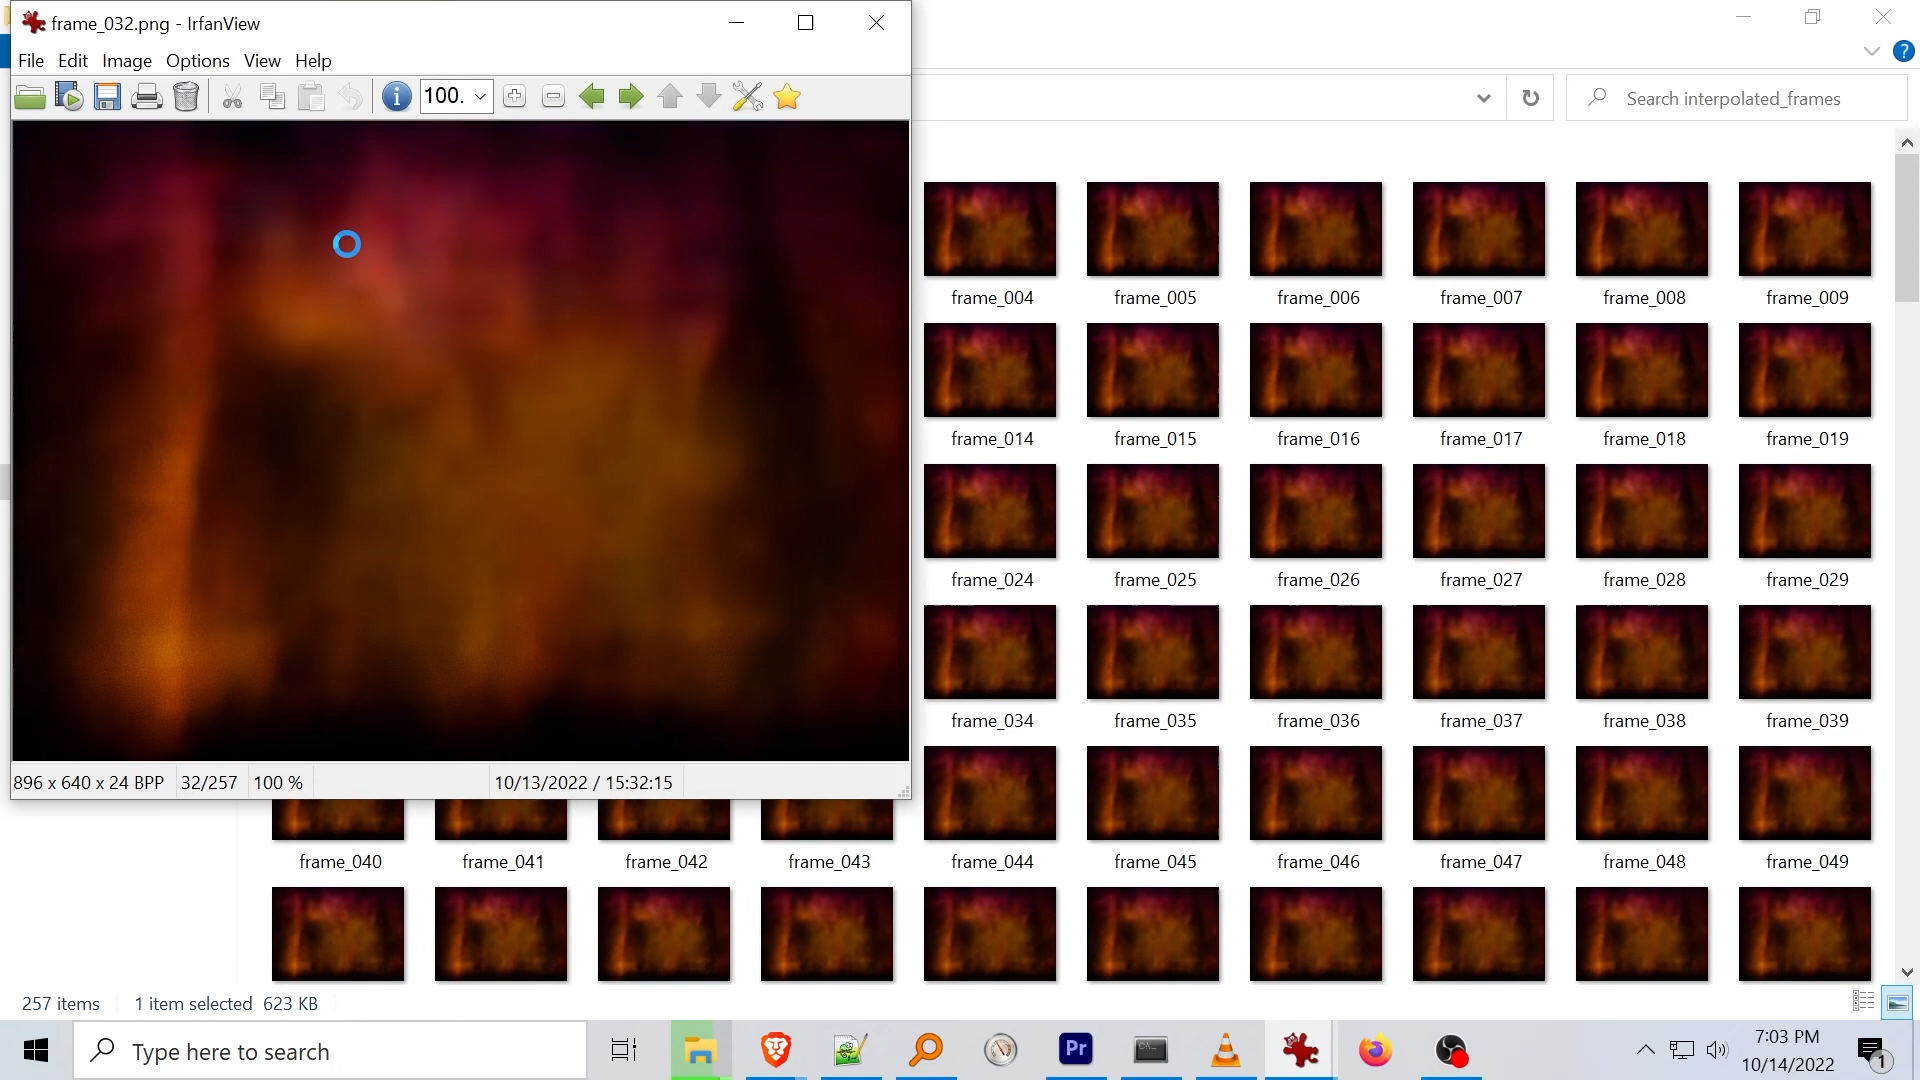 frame_032.png - IrfanView
File Edit Image Options View Help
100.
Search interpolated_frames
frame_004 frame_005 frame_006 frame_007 frame_008 frame_009
frame_014 frame_015 frame_016 frame_017 frame_018 frame_019
frame_024 frame_025 frame_026 frame_027 frame_028 frame_029
frame_034 frame_035 frame_036 frame_037 frame_038 frame_039
896 x 640 x 24 BPP 32/257 100 % 10/13/2022 / 15:32:15
frame_040 frame_041 frame_042 frame_043 frame_044 frame_045 frame_046 frame_047 frame_048 frame_049
257 items 1 item selected 623 KB
Type here to search
Pr
7:03 PM
10/14/2022
1